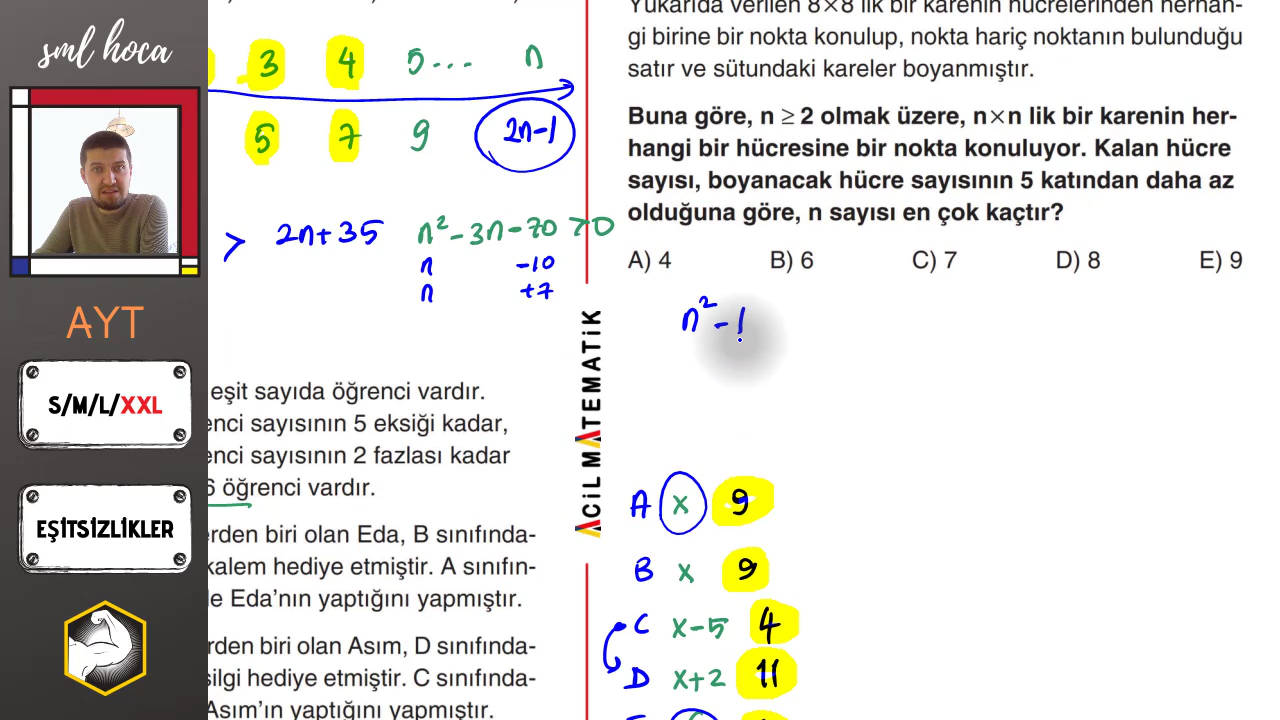 sml hoca
AYT
S/M/L/XXL
EŞİTSİZLİKLER
3 4 5... n
5 7 9 2n-1
> 2n+35 n² - 3n - 70 > 0
n -10
n +7
eşit sayıda öğrenci vardır.
enci sayısının 5 eksiği kadar,
enci sayısının 2 fazlası kadar
6 öğrenci vardır.
erden biri olan Eda, B sınıfında-
kalem hediye etmiştir. A sınıfın-
le Eda'nın yaptığını yapmıştır.
rden biri olan Asım, D sınıfında-
silgi hediye etmiştir. C sınıfında-
Asım'ın yaptığını yapmıştır.
ACİL MATEMATİK
Yukarıda verilen 8×8 lik bir karenin hücrelerinden herhan-
gi birine bir nokta konulup, nokta hariç noktanın bulunduğu
satır ve sütundaki kareler boyanmıştır.
Buna göre, n ≥ 2 olmak üzere, n×n lik bir karenin her-
hangi bir hücresine bir nokta konuluyor. Kalan hücre
sayısı, boyanacak hücre sayısının 5 katından daha az
olduğuna göre, n sayısı en çok kaçtır?
A) 4 B) 6 C) 7 D) 8 E) 9
n² - 1
A x 9
B x 9
C x-5 4
D x+2 11